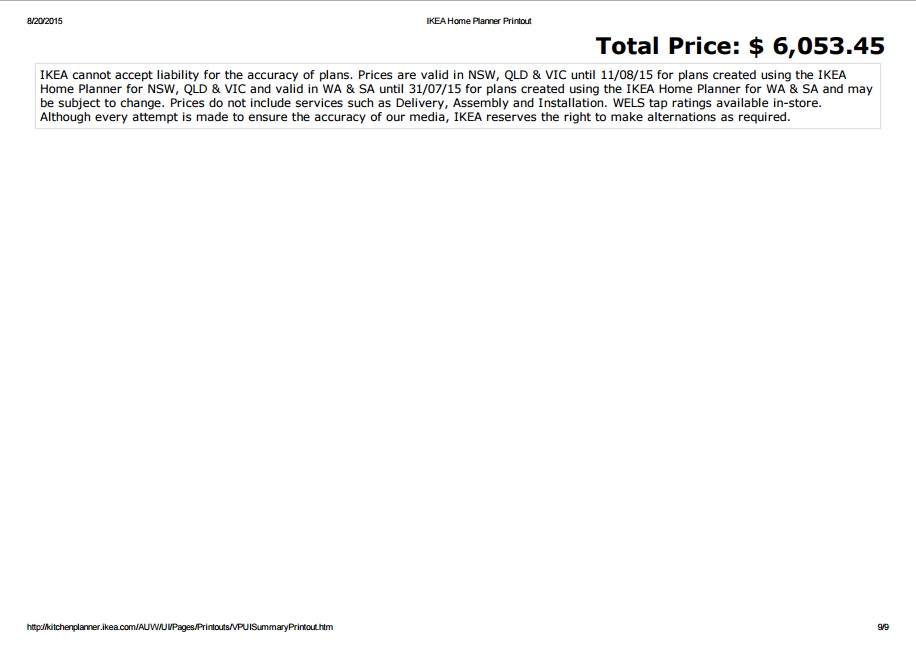 8/20/2015 IKEA Home Planner Printout
Total Price: $ 6,053.45
IKEA cannot accept liability for the accuracy of plans. Prices are valid in NSW, QLD & VIC until 11/08/15 for plans created using the IKEA
Home Planner for NSW, QLD & VIC and valid in WA & SA until 31/07/15 for plans created using the IKEA Home Planner for WA & SA and may
be subject to change. Prices do not include services such as Delivery, Assembly and Installation. WELS tap ratings available in-store.
Although every attempt is made to ensure the accuracy of our media, IKEA reserves the right to make alternations as required.
http://kitchenplanner.ikea.com/AUW/UI/Pages/Printouts/VPUISummaryPrintout.htm 9/9